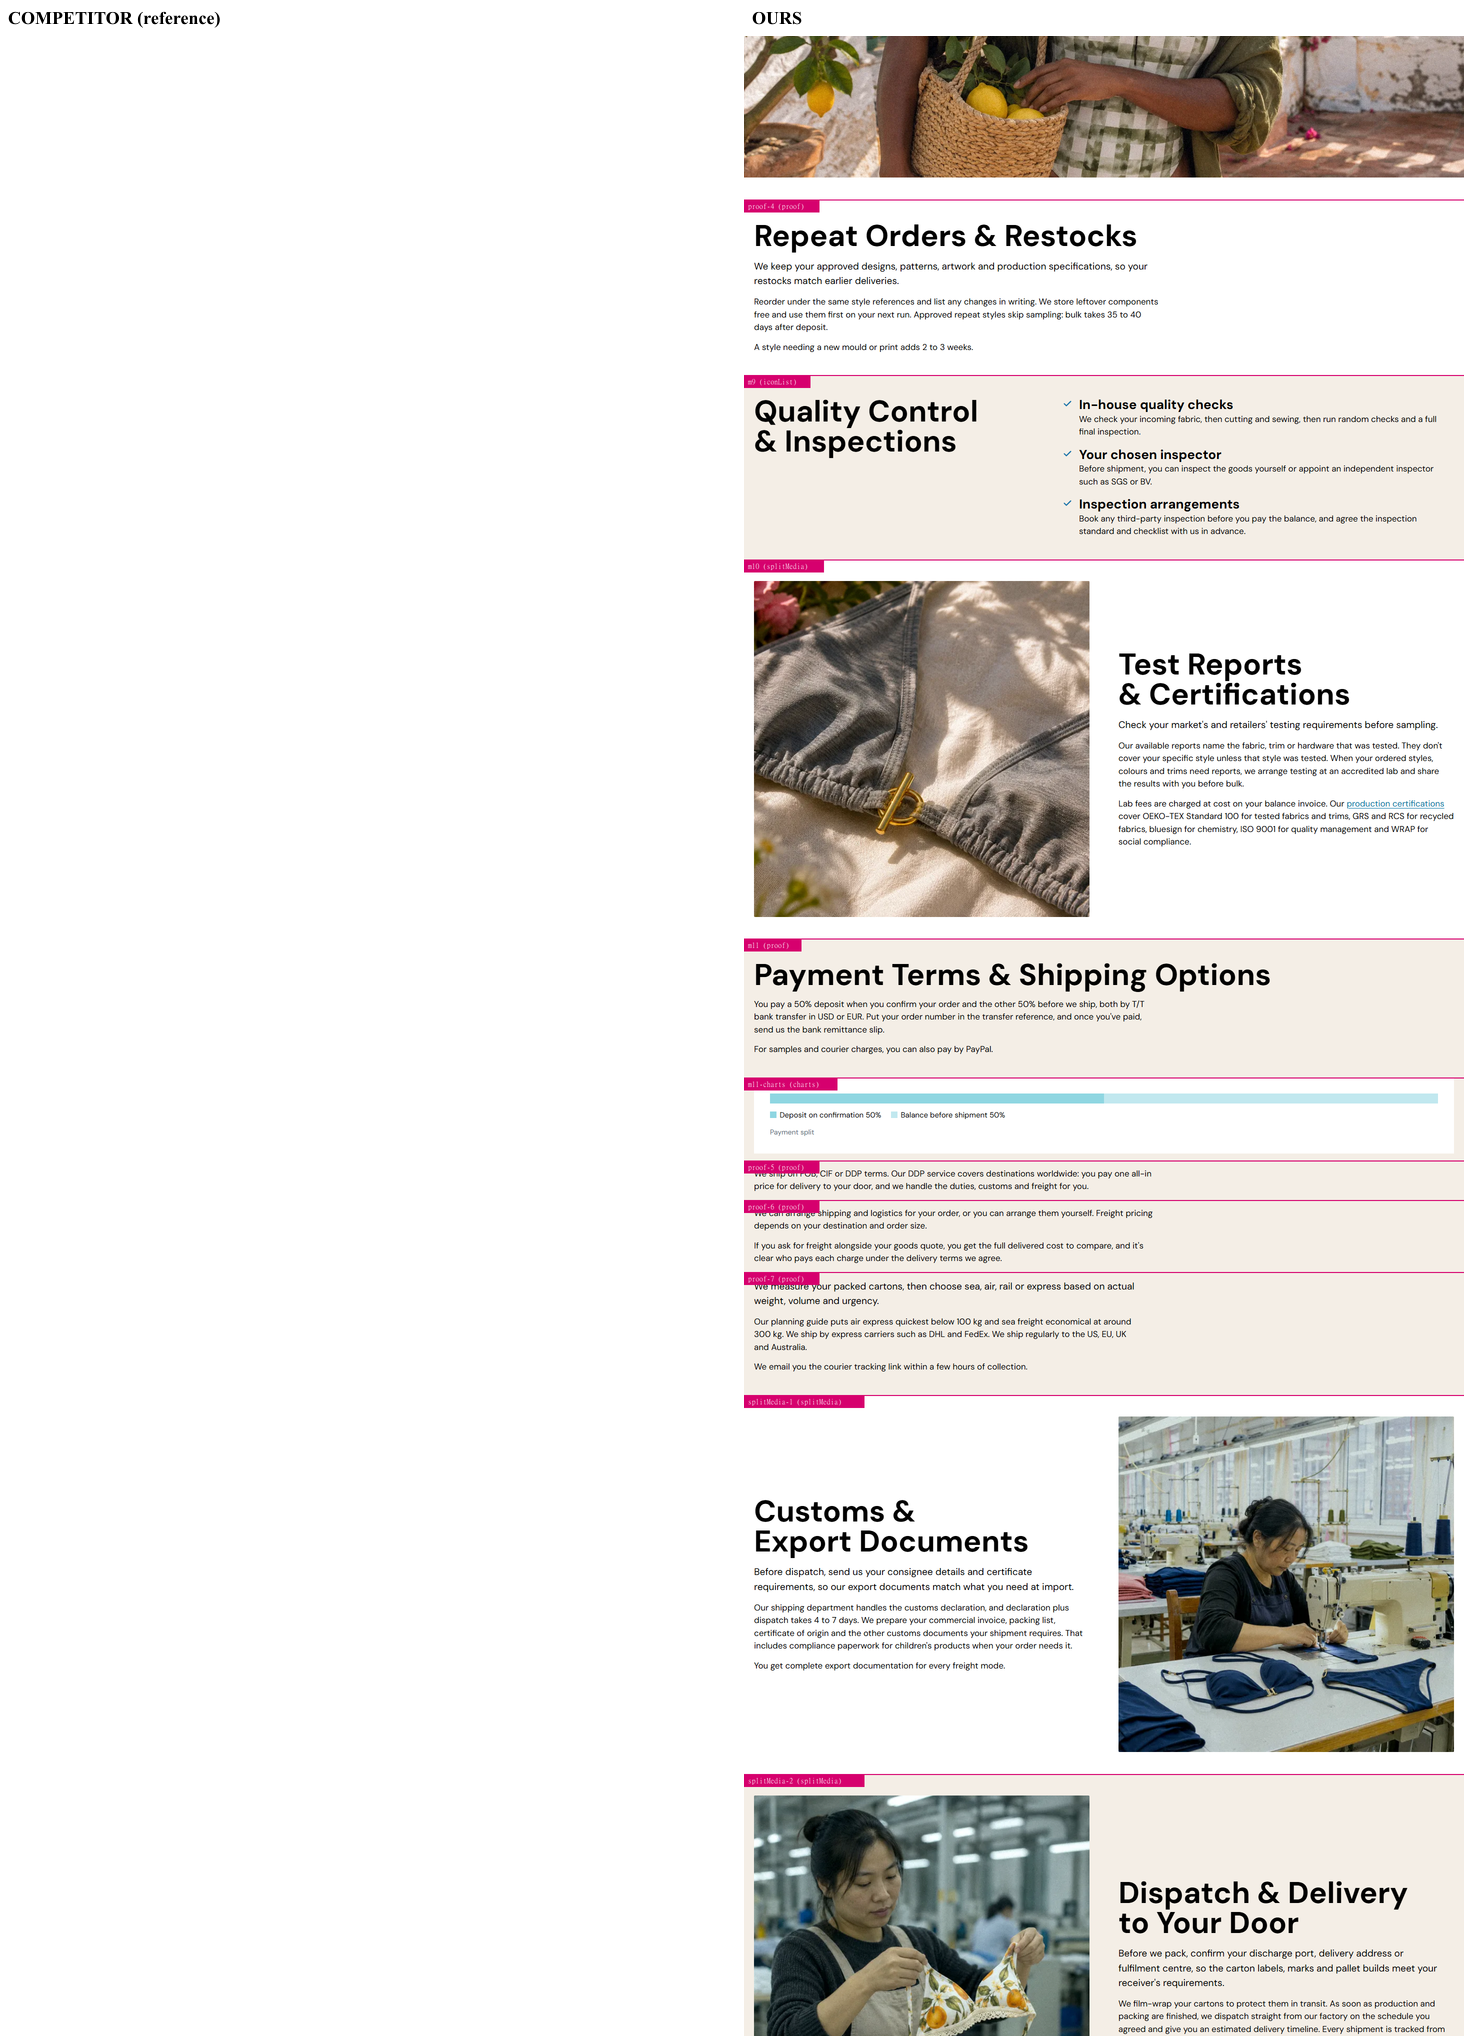 COMPETITOR (reference)
OURS
proof-4 (proof)
Repeat Orders & Restocks
We keep your approved designs, patterns, artwork and production specifications, so your
restocks match earlier deliveries.
Reorder under the same style references and list any changes in writing. We store leftover components
free and use them first on your next run. Approved repeat styles skip sampling: bulk takes 35 to 40
days after deposit.
A style needing a new mould or print adds 2 to 3 weeks.
m9 (iconList)
Quality Control
& Inspections
In-house quality checks
We check your incoming fabric, then cutting and sewing, then run random checks and a full
final inspection.
Your chosen inspector
Before shipment, you can inspect the goods yourself or appoint an independent inspector
such as SGS or BV.
Inspection arrangements
Book any third-party inspection before you pay the balance, and agree the inspection
standard and checklist with us in advance.
m10 (splitMedia)
Test Reports
& Certifications
Check your market's and retailers' testing requirements before sampling.
Our available reports name the fabric, trim or hardware that was tested. They don't
cover your specific style unless that style was tested. When your ordered styles,
colours and trims need reports, we arrange testing at an accredited lab and share
the results with you before bulk.
Lab fees are charged at cost on your balance invoice. Our production certifications
cover OEKO-TEX Standard 100 for tested fabrics and trims, GRS and RCS for recycled
fabrics, bluesign for chemistry, ISO 9001 for quality management and WRAP for
social compliance.
m11 (proof)
Payment Terms & Shipping Options
You pay a 50% deposit when you confirm your order and the other 50% before we ship, both by T/T
bank transfer in USD or EUR. Put your order number in the transfer reference, and once you've paid,
send us the bank remittance slip.
For samples and courier charges, you can also pay by PayPal.
m11-charts (charts)
Deposit on confirmation 50%
Balance before shipment 50%
Payment split
proof-5 (proof)
We ship on FOB, CIF or DDP terms. Our DDP service covers destinations worldwide: you pay one all-in
price for delivery to your door, and we handle the duties, customs and freight for you.
proof-6 (proof)
We can arrange shipping and logistics for your order, or you can arrange them yourself. Freight pricing
depends on your destination and order size.
If you ask for freight alongside your goods quote, you get the full delivered cost to compare, and it's
clear who pays each charge under the delivery terms we agree.
proof-7 (proof)
We measure your packed cartons, then choose sea, air, rail or express based on actual
weight, volume and urgency.
Our planning guide puts air express quickest below 100 kg and sea freight economical at around
300 kg. We ship by express carriers such as DHL and FedEx. We ship regularly to the US, EU, UK
and Australia.
We email you the courier tracking link within a few hours of collection.
splitMedia-1 (splitMedia)
Customs &
Export Documents
Before dispatch, send us your consignee details and certificate
requirements, so our export documents match what you need at import.
Our shipping department handles the customs declaration, and declaration plus
dispatch takes 4 to 7 days. We prepare your commercial invoice, packing list,
certificate of origin and the other customs documents your shipment requires. That
includes compliance paperwork for children's products when your order needs it.
You get complete export documentation for every freight mode.
splitMedia-2 (splitMedia)
Dispatch & Delivery
to Your Door
Before we pack, confirm your discharge port, delivery address or
fulfilment centre, so the carton labels, marks and pallet builds meet your
receiver's requirements.
We film-wrap your cartons to protect them in transit. As soon as production and
packing are finished, we dispatch straight from our factory on the schedule you
agreed and give you an estimated delivery timeline. Every shipment is tracked from